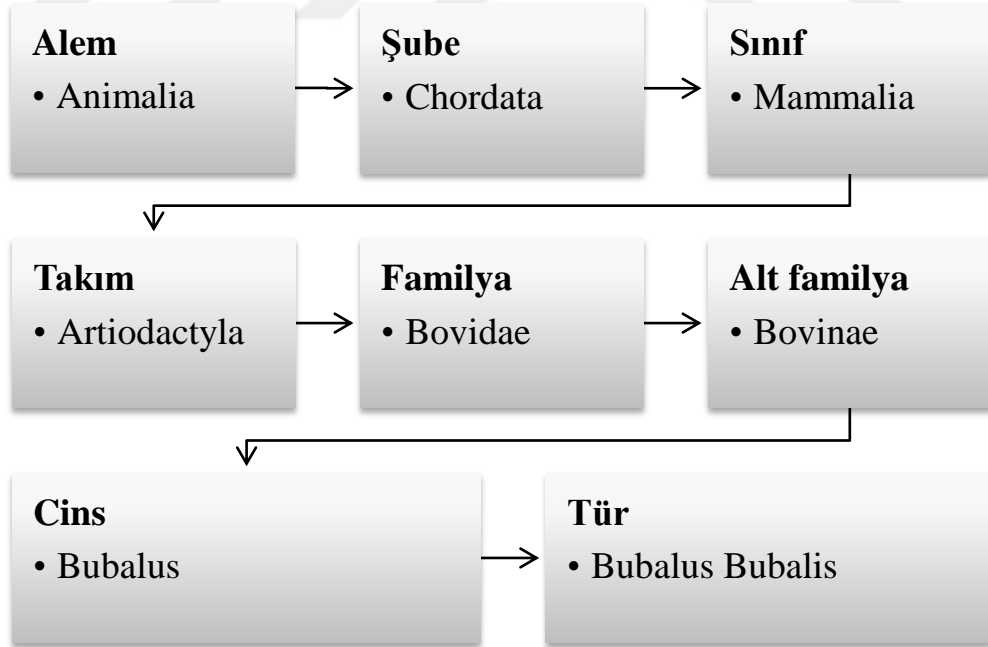 Alem
• Animalia
Şube
• Chordata
Sınıf
• Mammalia
Takım
• Artiodactyla
Familya
• Bovidae
Alt familya
• Bovinae
Cins
• Bubalus
Tür
• Bubalus Bubalis